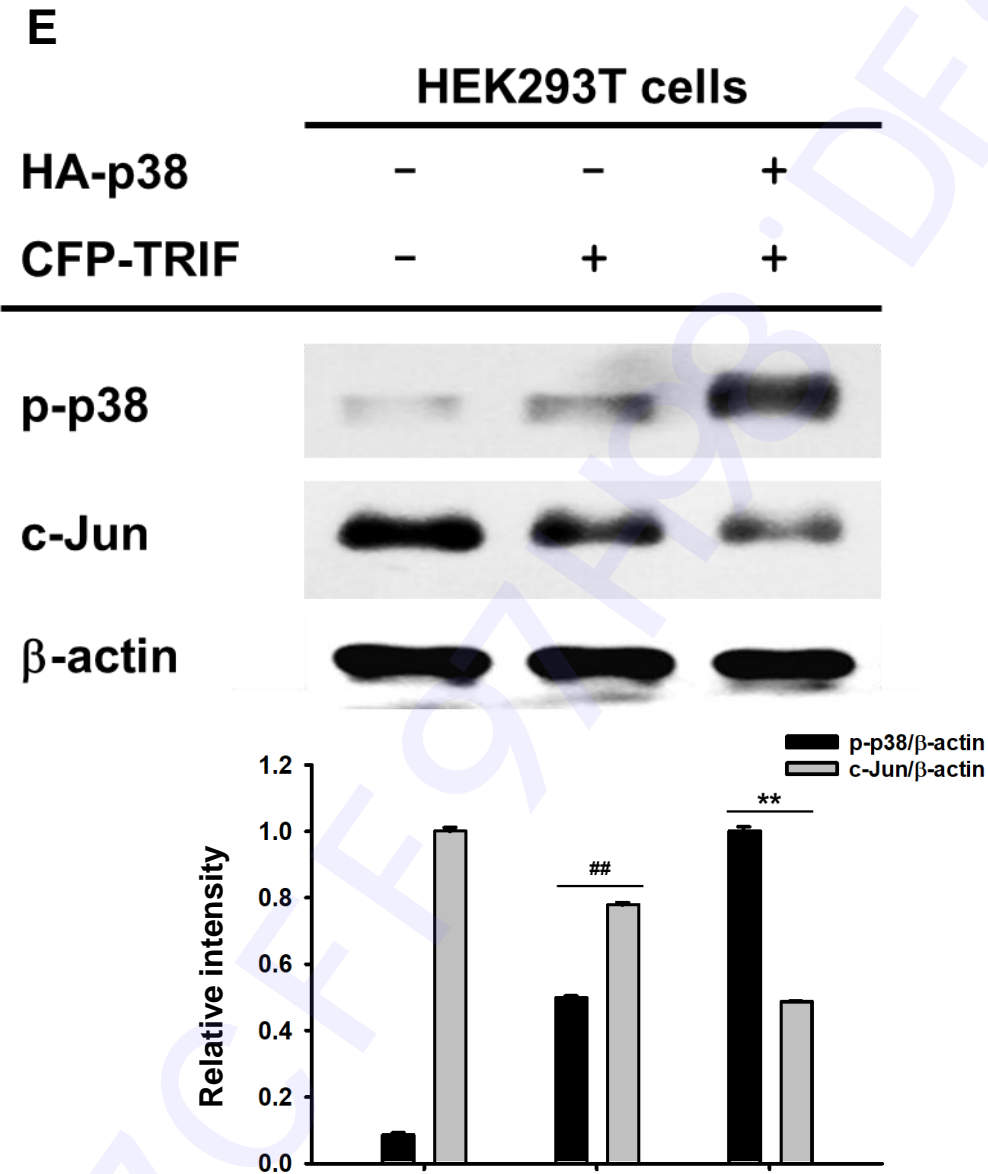 E
HEK293T cells
HA-p38 − − +
CFP-TRIF − + +
p-p38
c-Jun
β-actin
p-p38/β-actin
c-Jun/β-actin
Relative intensity
1.2
1.0
0.8
0.6
0.4
0.2
0.0
##
**